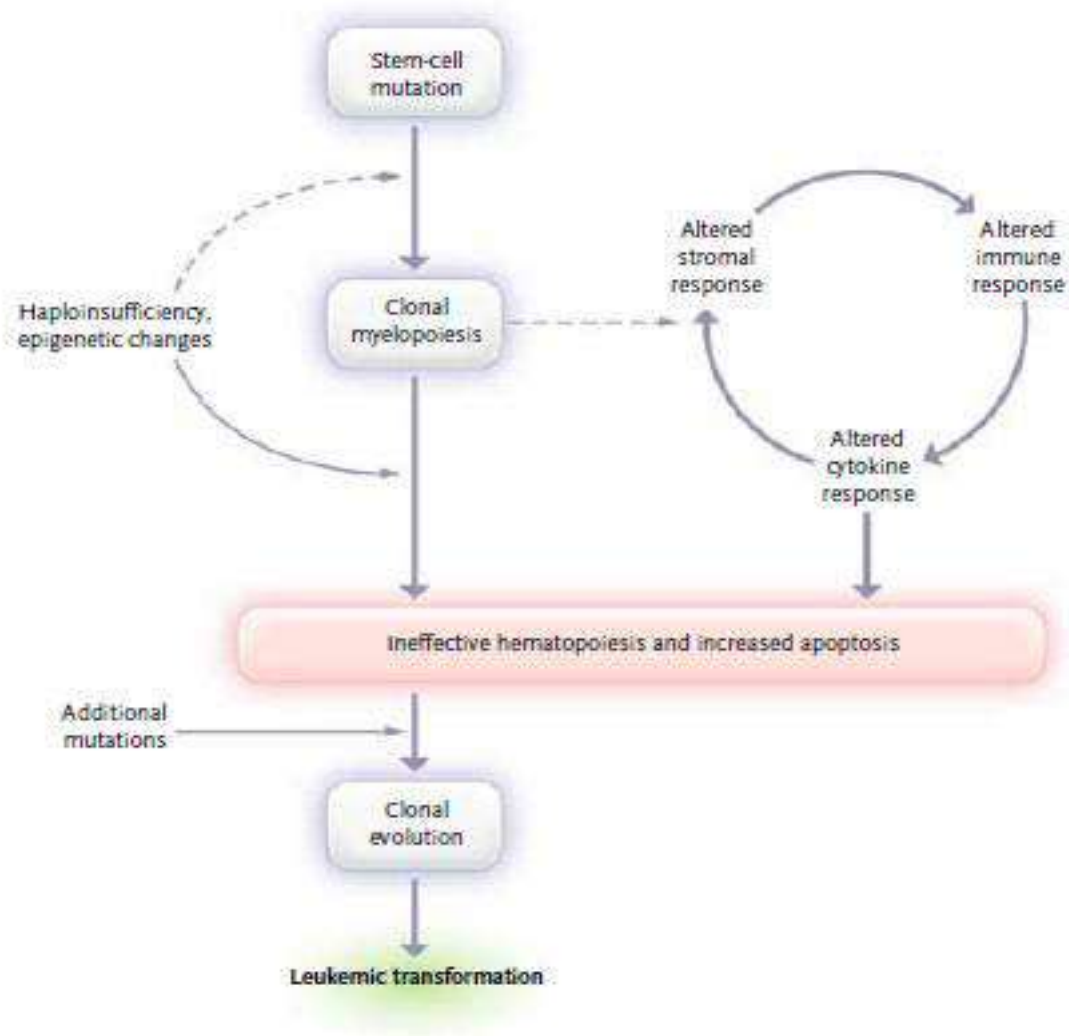 Stem-cell
mutation
Altered
stromal
response
Altered
immune
response
Haploinsufficiency,
epigenetic changes
Clonal
myelopoiesis
Altered
cytokine
response
Ineffective hematopoiesis and increased apoptosis
Additional
mutations
Clonal
evolution
Leukemic transformation